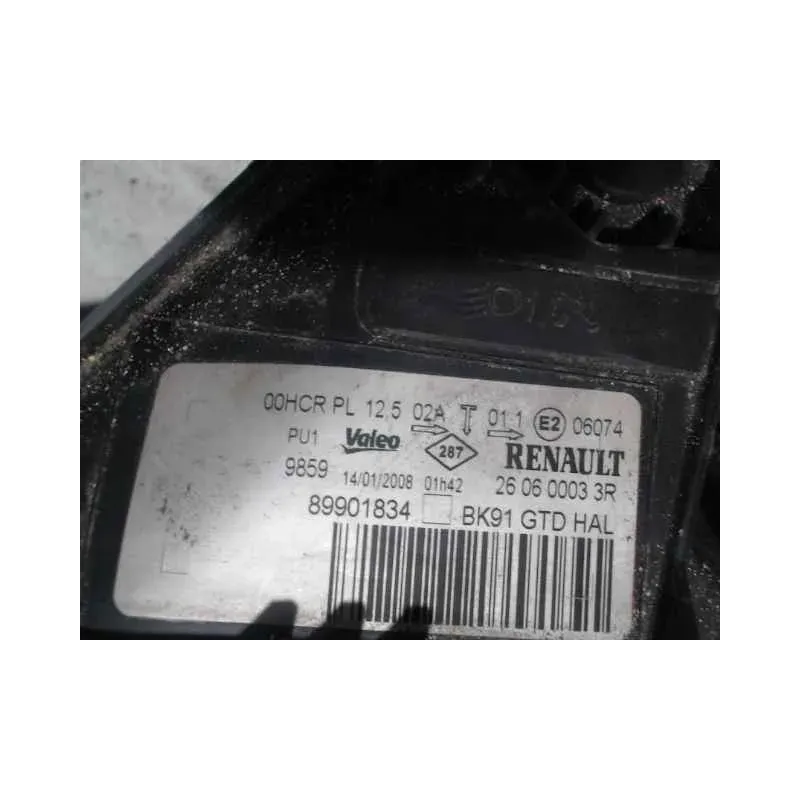 00HCR PL 12,5 02A 01 1 E2 06074
PU1 Valeo 287 RENAULT
9859 14/01/2008 01h42 26 06 0003 3R
89901834 BK91 GTD HAL